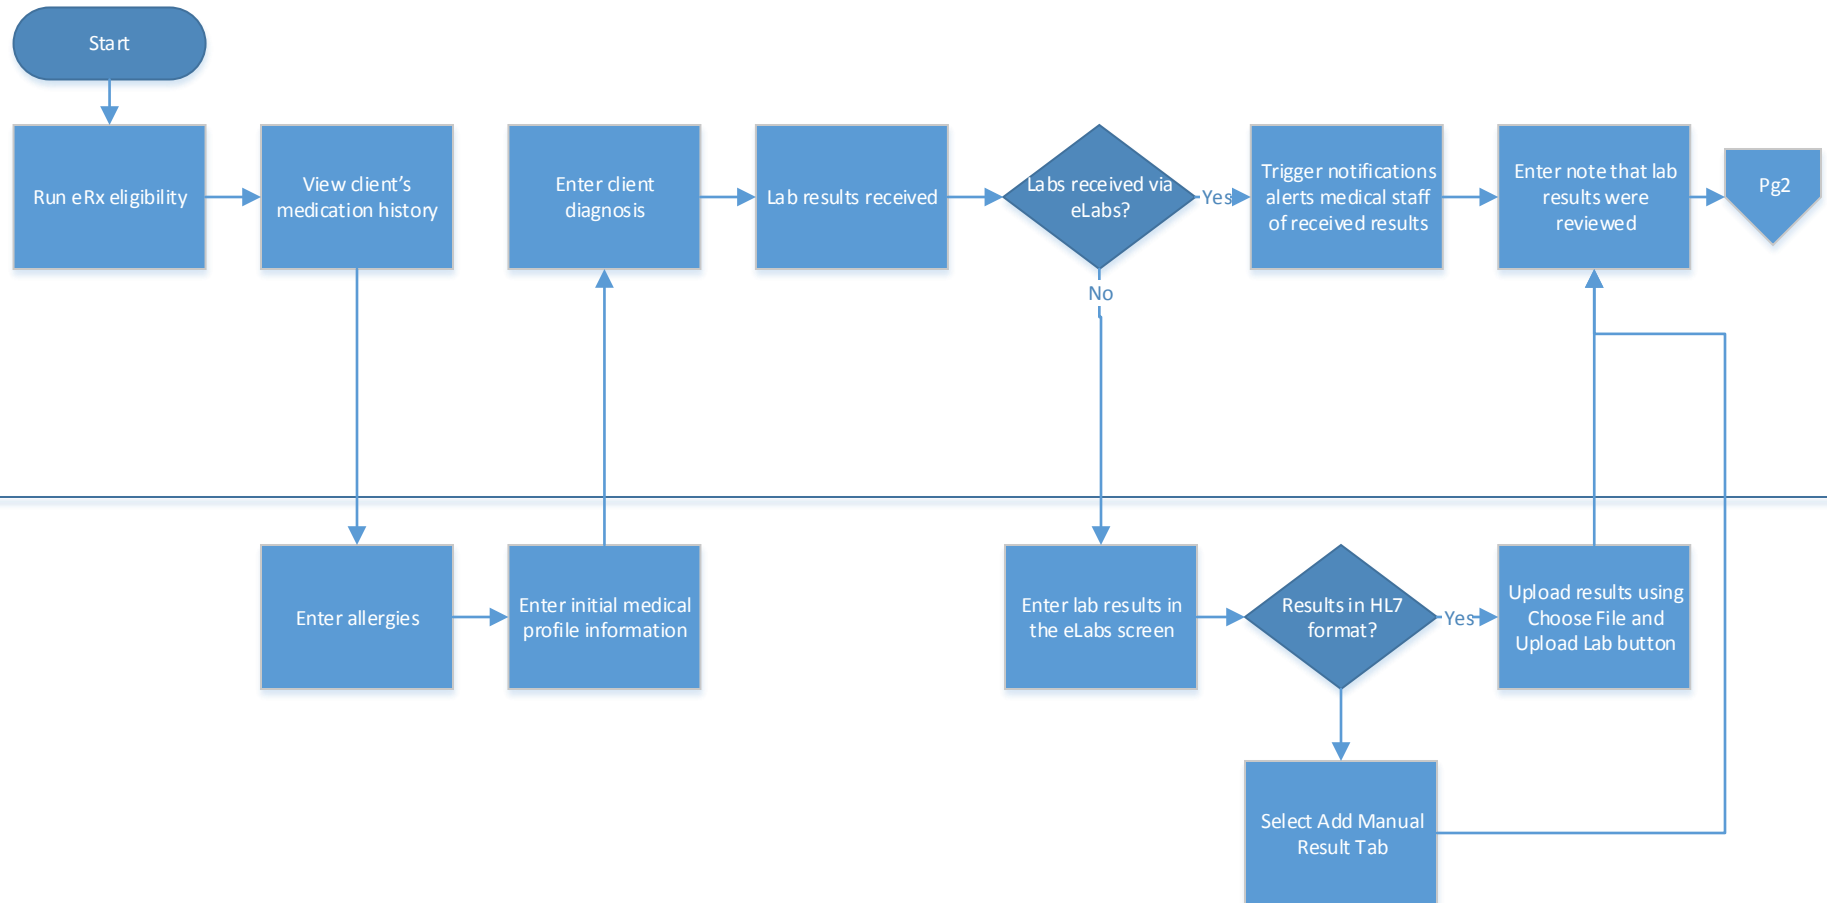 Start
Run eRx eligibility
View client's
medication history
Enter client
diagnosis
Lab results received
Labs received via
eLabs?
Yes
Trigger notifications
alerts medical staff
of received results
Enter note that lab
results were
reviewed
Pg2
No
Enter allergies
Enter initial medical
profile information
Enter lab results in
the eLabs screen
Results in HL7
format?
Yes
Upload results using
Choose File and
Upload Lab button
Select Add Manual
Result Tab